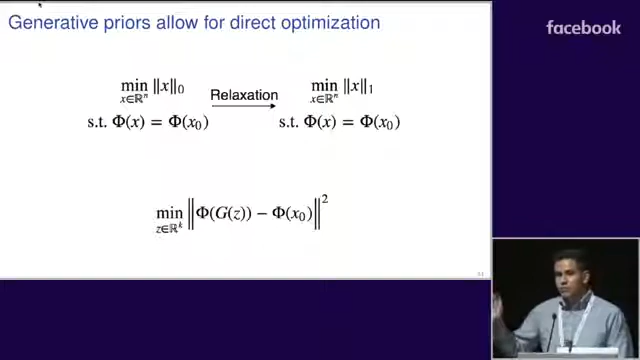 Generative priors allow for direct optimization
facebook
min ‖x‖₀
x∈ℝⁿ
s.t. Φ(x) = Φ(x₀)
Relaxation
min ‖x‖₁
x∈ℝⁿ
s.t. Φ(x) = Φ(x₀)
min ‖Φ(G(z)) − Φ(x₀)‖²
z∈ℝᵏ